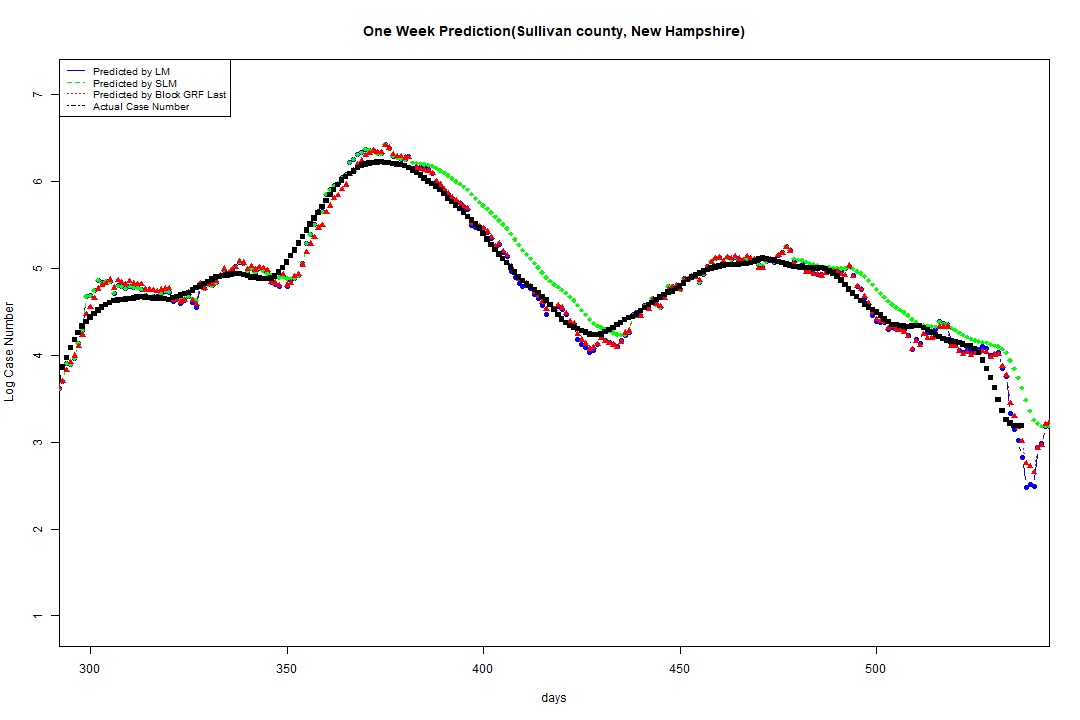 One Week Prediction(Sullivan county, New Hampshire)
Predicted by LM
Predicted by SLM
Predicted by Block GRF Last
Actual Case Number
7
6
5
4
3
2
1
Log Case Number
300
350
400
450
500
days